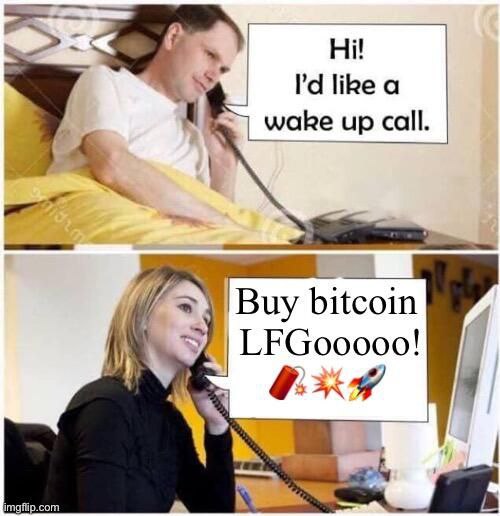 Hi!
I'd like a
wake up call.
Buy bitcoin
LFGooooo!
🧨💥🚀
imgflip.com